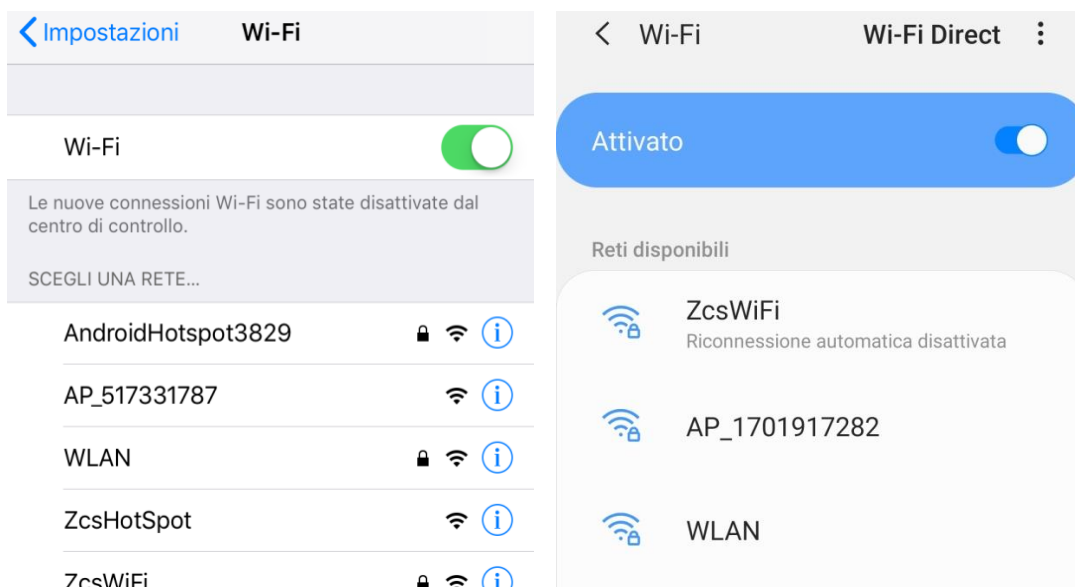 Impostazioni
Wi-Fi
Wi-Fi
Le nuove connessioni Wi-Fi sono state disattivate dal
centro di controllo.
SCEGLI UNA RETE...
AndroidHotspot3829
AP_517331787
WLAN
ZcsHotSpot
ZcsWiFi
Wi-Fi
Wi-Fi Direct
Attivato
Reti disponibili
ZcsWiFi
Riconnessione automatica disattivata
AP_1701917282
WLAN